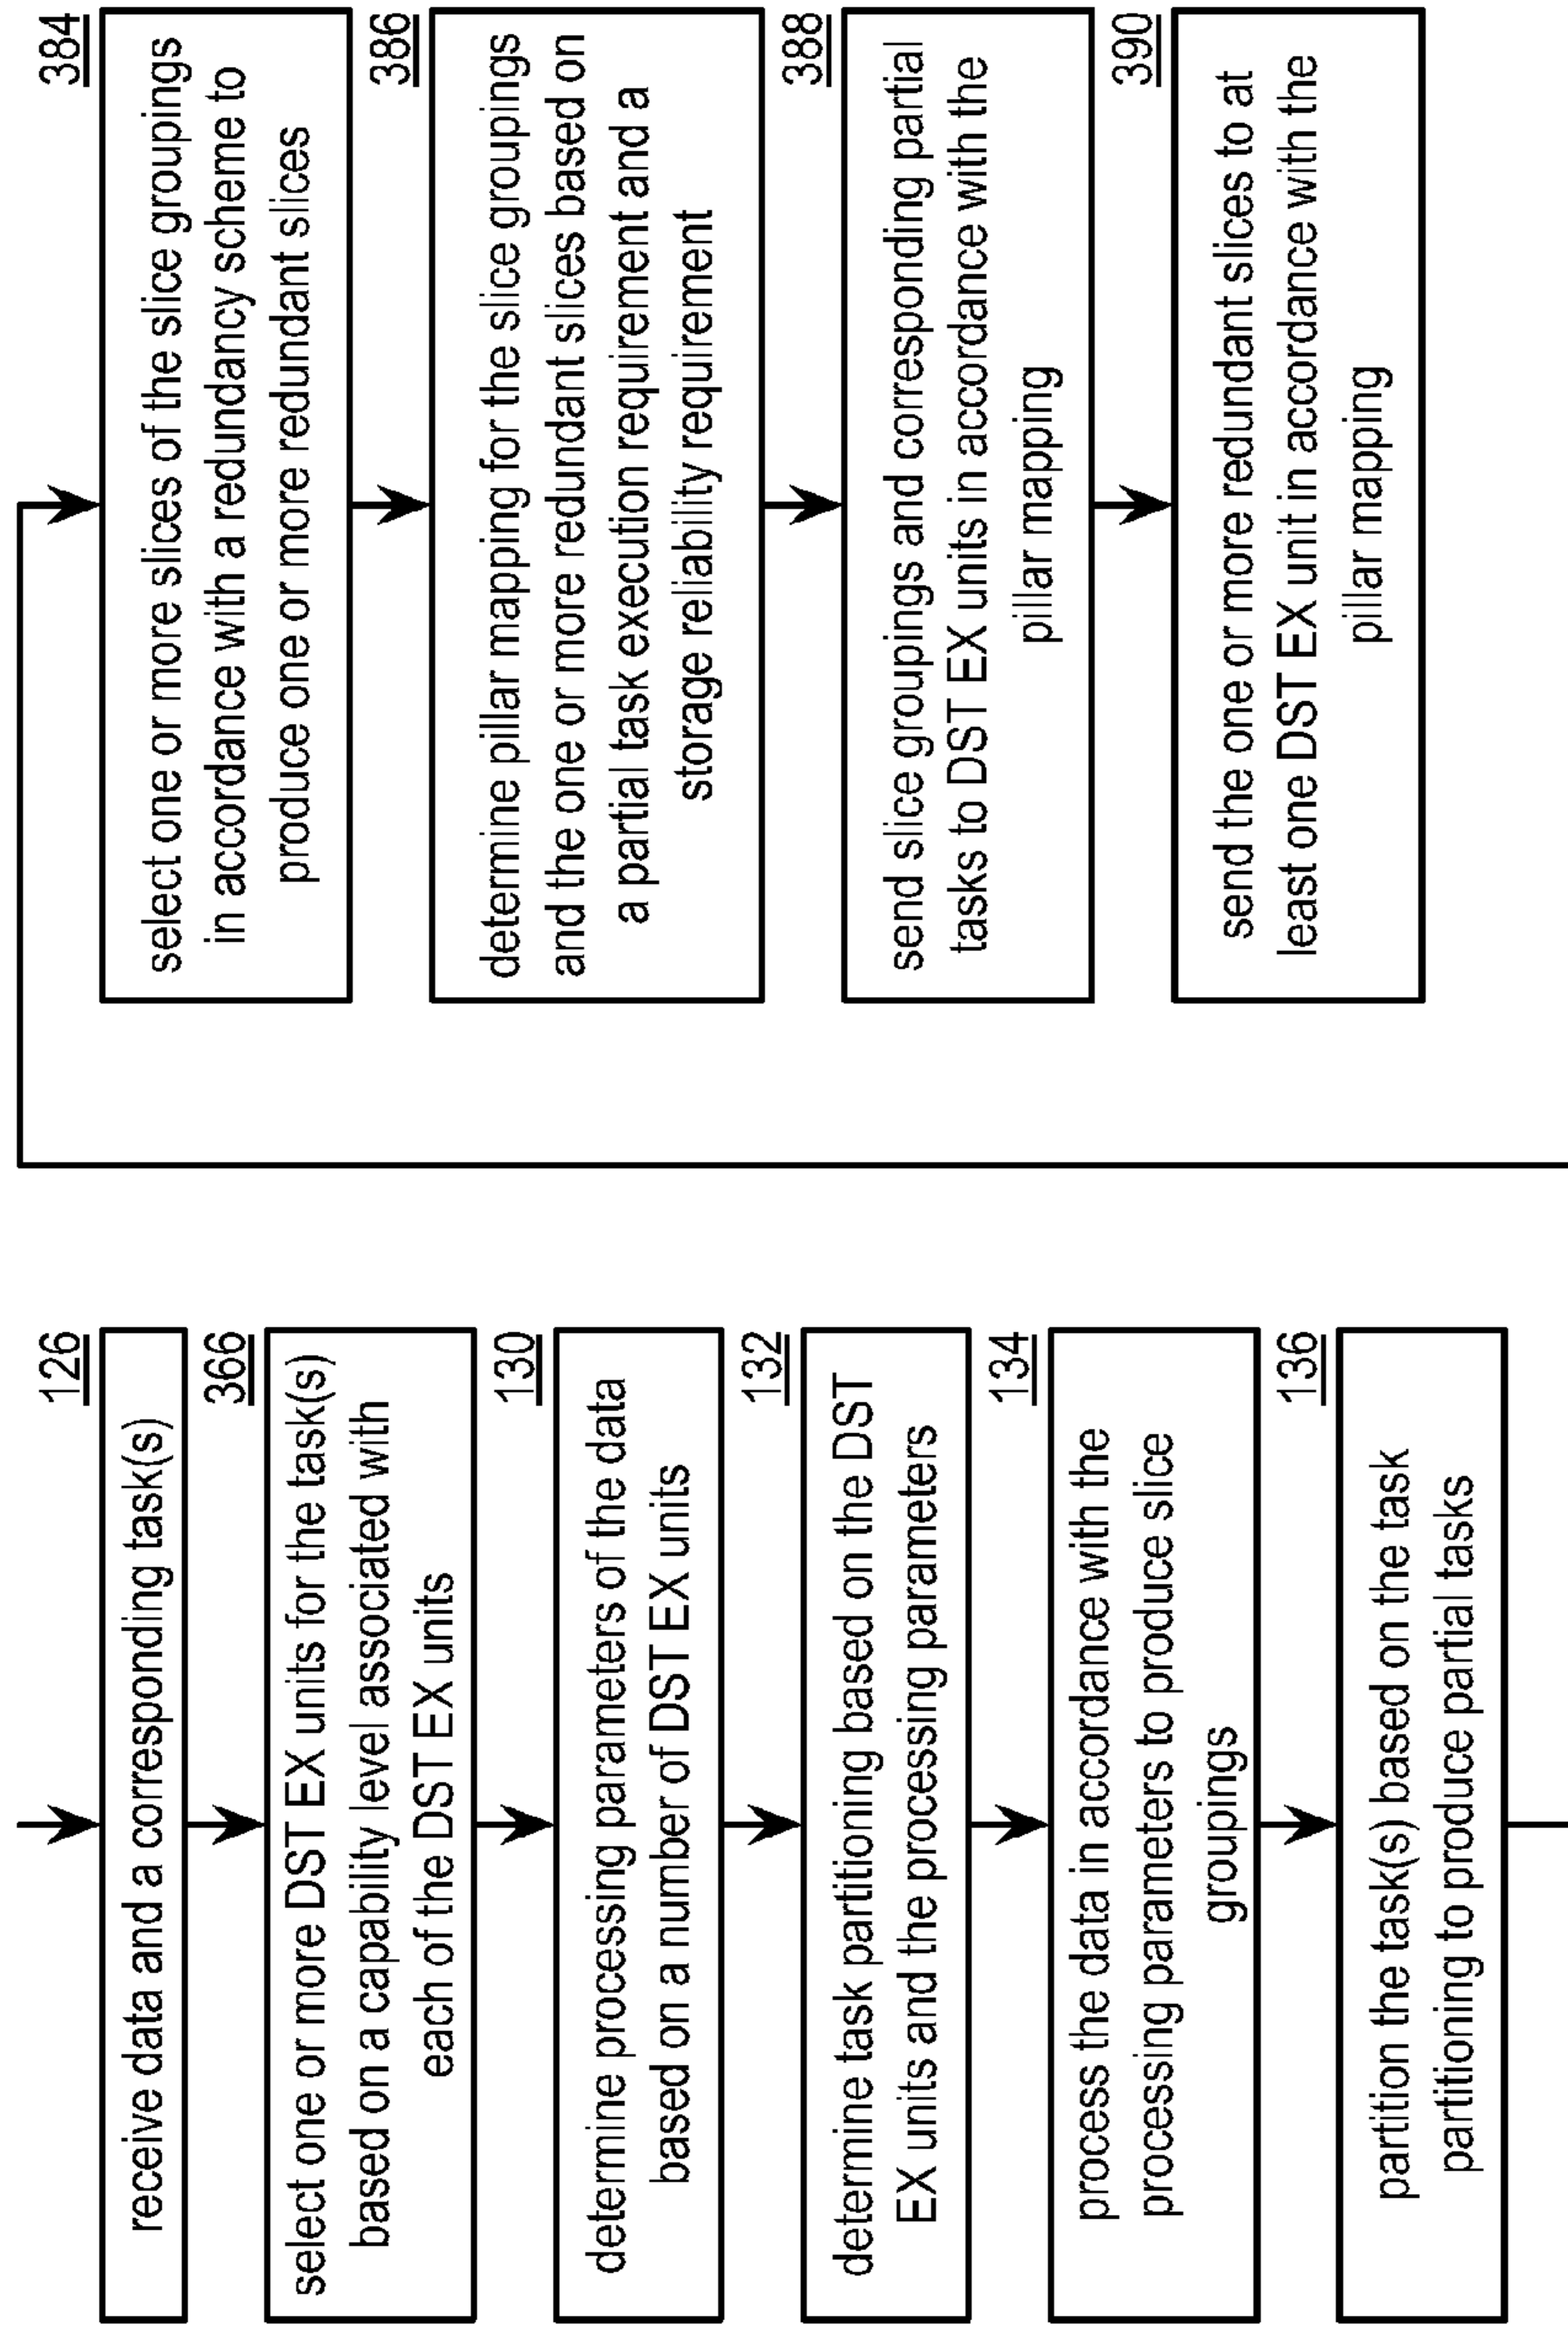 126
receive data and a corresponding task(s)
366
select one or more DST EX units for the task(s)
based on a capability level associated with
each of the DST EX units
130
determine processing parameters of the data
based on a number of DST EX units
132
determine task partitioning based on the DST
EX units and the processing parameters
134
process the data in accordance with the
processing parameters to produce slice
groupings
136
partition the task(s) based on the task
partitioning to produce partial tasks
384
select one or more slices of the slice groupings
in accordance with a redundancy scheme to
produce one or more redundant slices
386
determine pillar mapping for the slice groupings
and the one or more redundant slices based on
a partial task execution requirement and a
storage reliability requirement
388
send slice groupings and corresponding partial
tasks to DST EX units in accordance with the
pillar mapping
390
send the one or more redundant slices to at
least one DST EX unit in accordance with the
pillar mapping